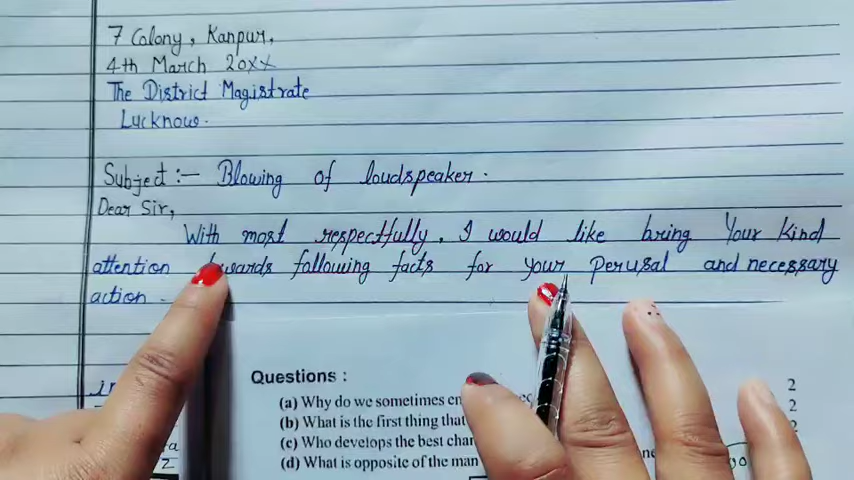 7 Colony, Kanpur,
4th March 20XX
The District Magistrate
Lucknow.
Subject :- Blowing of loudspeaker.
Dear Sir,
With most respectfully, I would like bring Your Kind
attention towards following facts for your perusal and necessary
action.
Questions :
(a) Why do we sometimes
(b) What is the first thing that
(c) Who develops the best
(d) What is opposite of the man
2
2
2